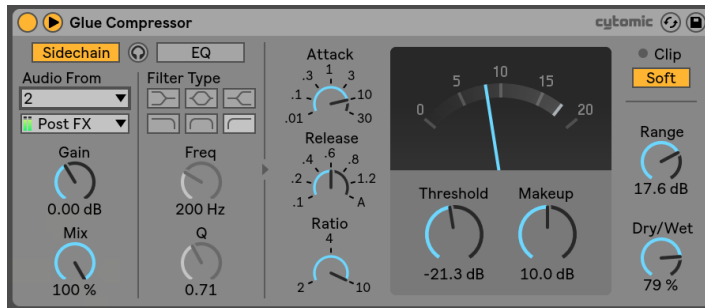 Glue Compressor
cytomic
Sidechain
EQ
Audio From
2
Post FX
Gain
0.00 dB
Mix
100 %
Filter Type
Freq
200 Hz
Q
0.71
Attack
.01 .1 .3 1 3 10 30
Release
.1 .2 .4 .6 .8 1.2 A
Ratio
2 4 10
0 5 10 15 20
Threshold
-21.3 dB
Makeup
10.0 dB
Clip
Soft
Range
17.6 dB
Dry/Wet
79 %